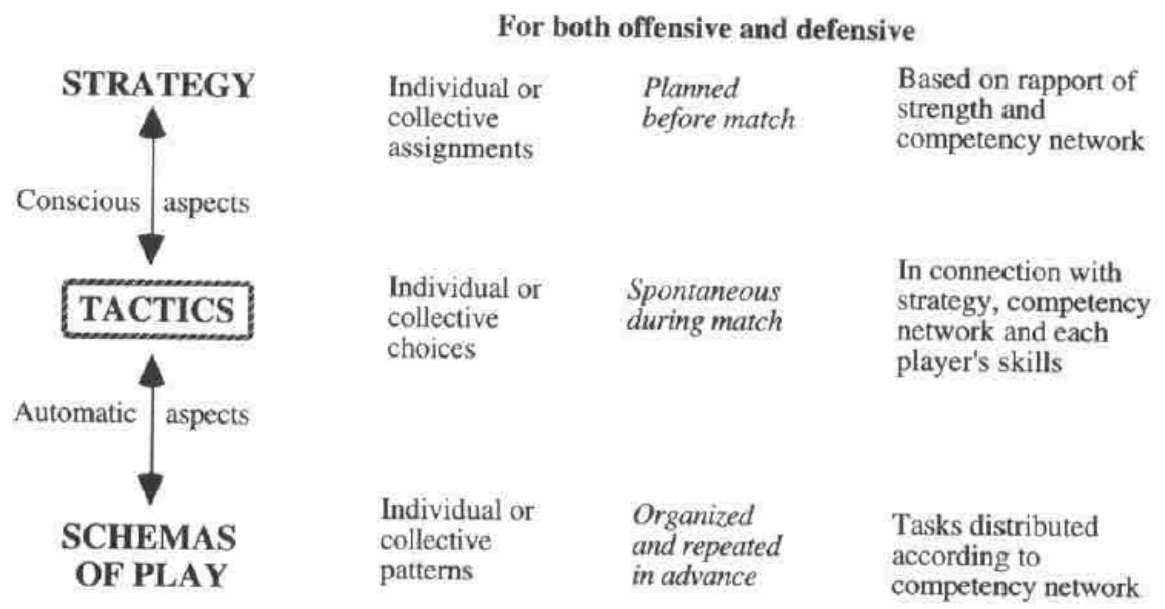 For both offensive and defensive
STRATEGY
Individual or
collective
assignments
Planned
before match
Based on rapport of
strength and
competency network
Conscious aspects
TACTICS
Individual or
collective
choices
Spontaneous
during match
In connection with
strategy, competency
network and each
player's skills
Automatic aspects
SCHEMAS
OF PLAY
Individual or
collective
patterns
Organized
and repeated
in advance
Tasks distributed
according to
competency network